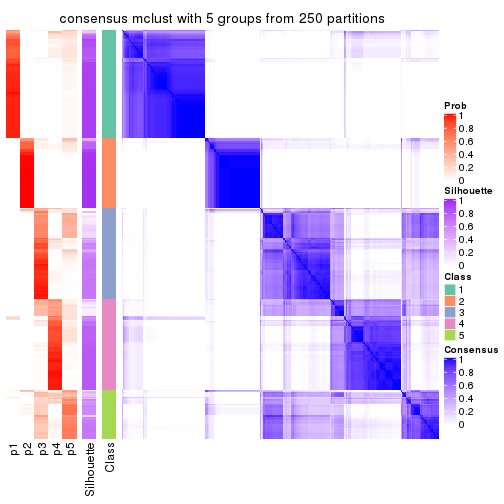 consensus mclust with 5 groups from 250 partitions
Prob
1
0.8
0.6
0.4
0.2
0
Silhouette
1
0.8
0.6
0.4
0.2
0
Class
1
2
3
4
5
Consensus
1
0.8
0.6
0.4
0.2
0
p1
p2
p3
p4
p5
Silhouette
Class